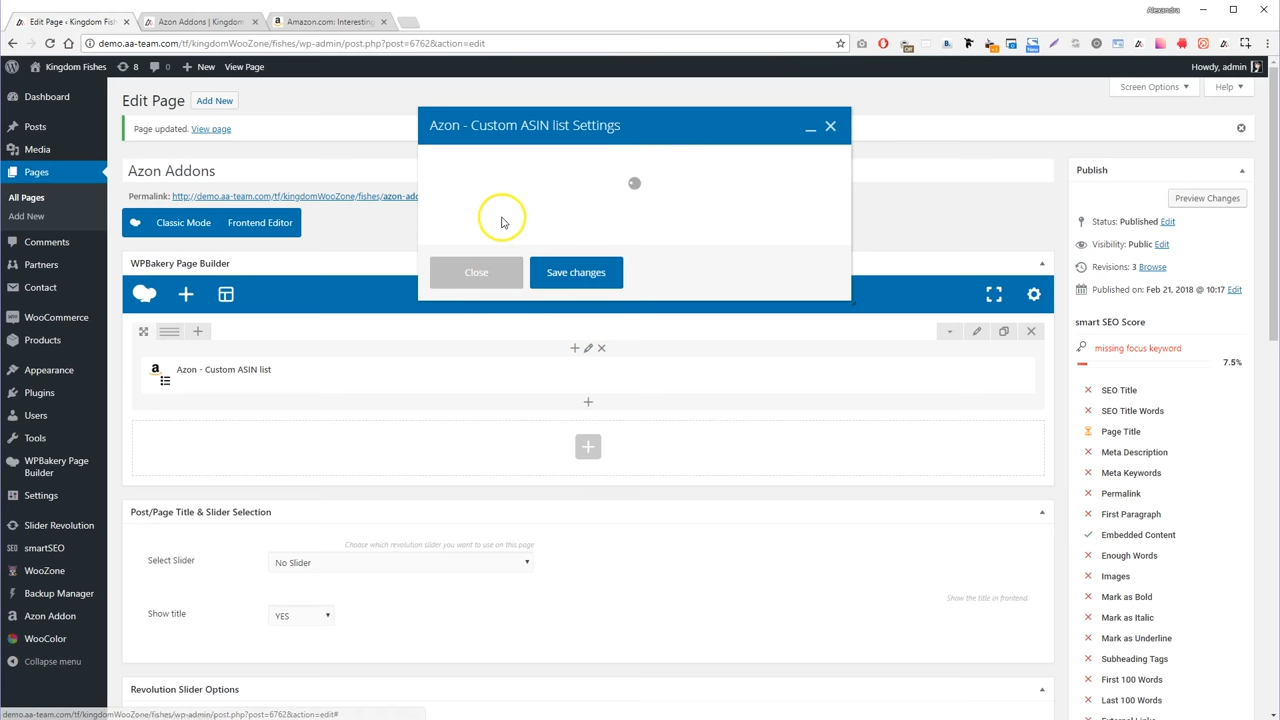 Alexandra
Edit Page ‹ Kingdom Fish
Azon Addons | Kingdom
Amazon.com: Interesting
demo.aa-team.com/tf/kingdomWooZone/fishes/wp-admin/post.php?post=6762&action=edit
Kingdom Fishes 8 0 New View Page Howdy, admin
Dashboard
Posts
Media
Pages
All Pages
Add New
Comments
Partners
Contact
WooCommerce
Products
Appearance
Plugins
Users
Tools
WPBakery Page
Builder
Settings
Slider Revolution
smartSEO
WooZone
Backup Manager
Azon Addon
WooColor
Collapse menu
Screen Options Help
Edit Page Add New
Page updated. View page
Azon Addons
Permalink: http://demo.aa-team.com/tf/kingdomWooZone/fishes/azon-add
Classic Mode Frontend Editor
WPBakery Page Builder
Azon - Custom ASIN list Settings
Close Save changes
Azon - Custom ASIN list
Post/Page Title & Slider Selection
Choose which revolution slider you want to use on this page
Select Slider No Slider
Show the title in frontend.
Show title YES
Revolution Slider Options
Publish
Preview Changes
Status: Published Edit
Visibility: Public Edit
Revisions: 3 Browse
Published on: Feb 21, 2018 @ 10:17 Edit
smart SEO Score
missing focus keyword
7.5%
SEO Title
SEO Title Words
Page Title
Meta Description
Meta Keywords
Permalink
First Paragraph
Embedded Content
Enough Words
Images
Mark as Bold
Mark as Italic
Mark as Underline
Subheading Tags
First 100 Words
Last 100 Words
External Links
demo.aa-team.com/tf/kingdomWooZone/fishes/wp-admin/post.php?post=6762&action=edit#